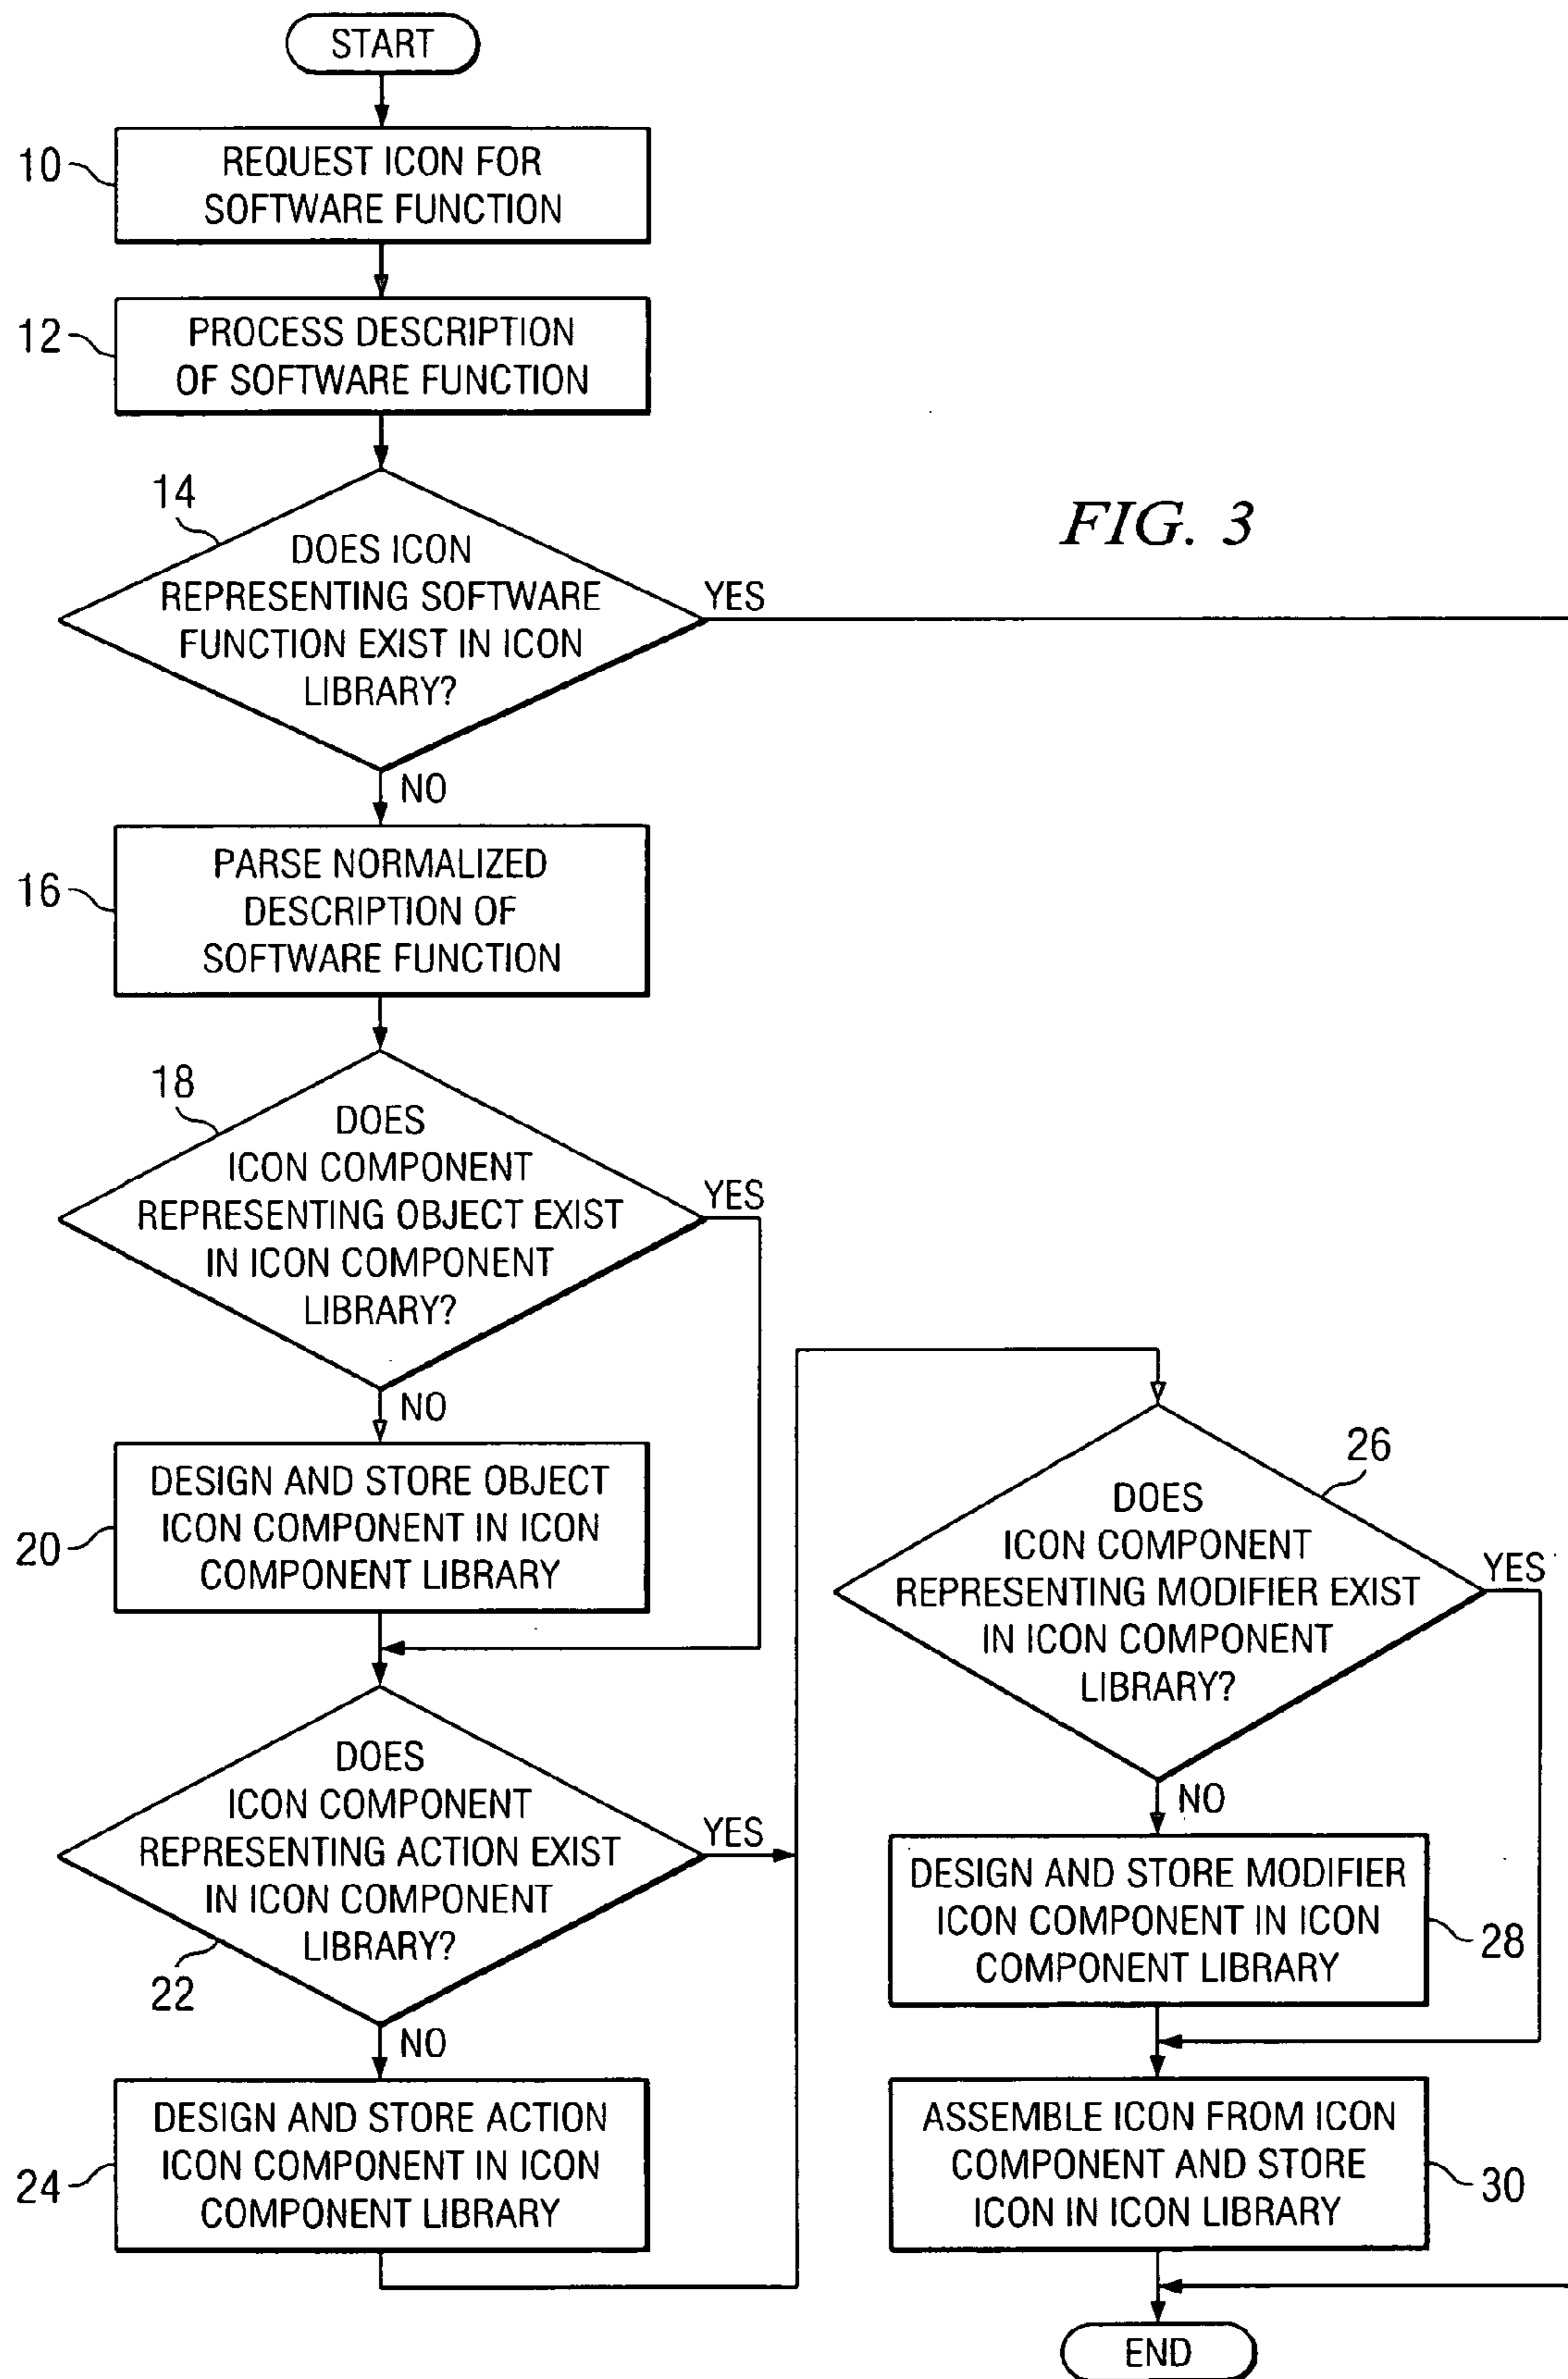 START
10
REQUEST ICON FOR
SOFTWARE FUNCTION
12
PROCESS DESCRIPTION
OF SOFTWARE FUNCTION
14
DOES ICON
REPRESENTING SOFTWARE
FUNCTION EXIST IN ICON
LIBRARY?
YES
NO
FIG. 3
16
PARSE NORMALIZED
DESCRIPTION OF
SOFTWARE FUNCTION
18
DOES
ICON COMPONENT
REPRESENTING OBJECT EXIST
IN ICON COMPONENT
LIBRARY?
YES
NO
20
DESIGN AND STORE OBJECT
ICON COMPONENT IN ICON
COMPONENT LIBRARY
DOES
ICON COMPONENT
REPRESENTING ACTION EXIST
IN ICON COMPONENT
LIBRARY?
YES
22
NO
24
DESIGN AND STORE ACTION
ICON COMPONENT IN ICON
COMPONENT LIBRARY
26
DOES
ICON COMPONENT
REPRESENTING MODIFIER EXIST
IN ICON COMPONENT
LIBRARY?
YES
NO
DESIGN AND STORE MODIFIER
ICON COMPONENT IN ICON
COMPONENT LIBRARY
28
ASSEMBLE ICON FROM ICON
COMPONENT AND STORE
ICON IN ICON LIBRARY
30
END